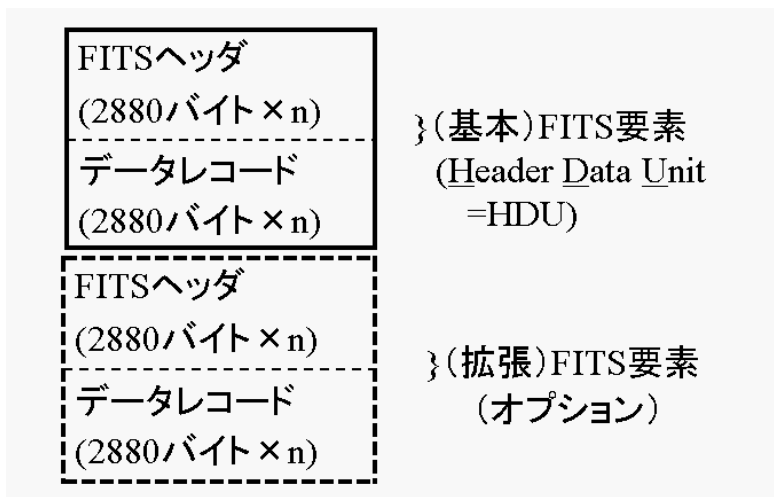 FITSヘッダ
(2880バイト×n)
データレコード
(2880バイト×n)
}(基本)FITS要素
(Header Data Unit
=HDU)
FITSヘッダ
(2880バイト×n)
データレコード
(2880バイト×n)
}(拡張)FITS要素
(オプション)